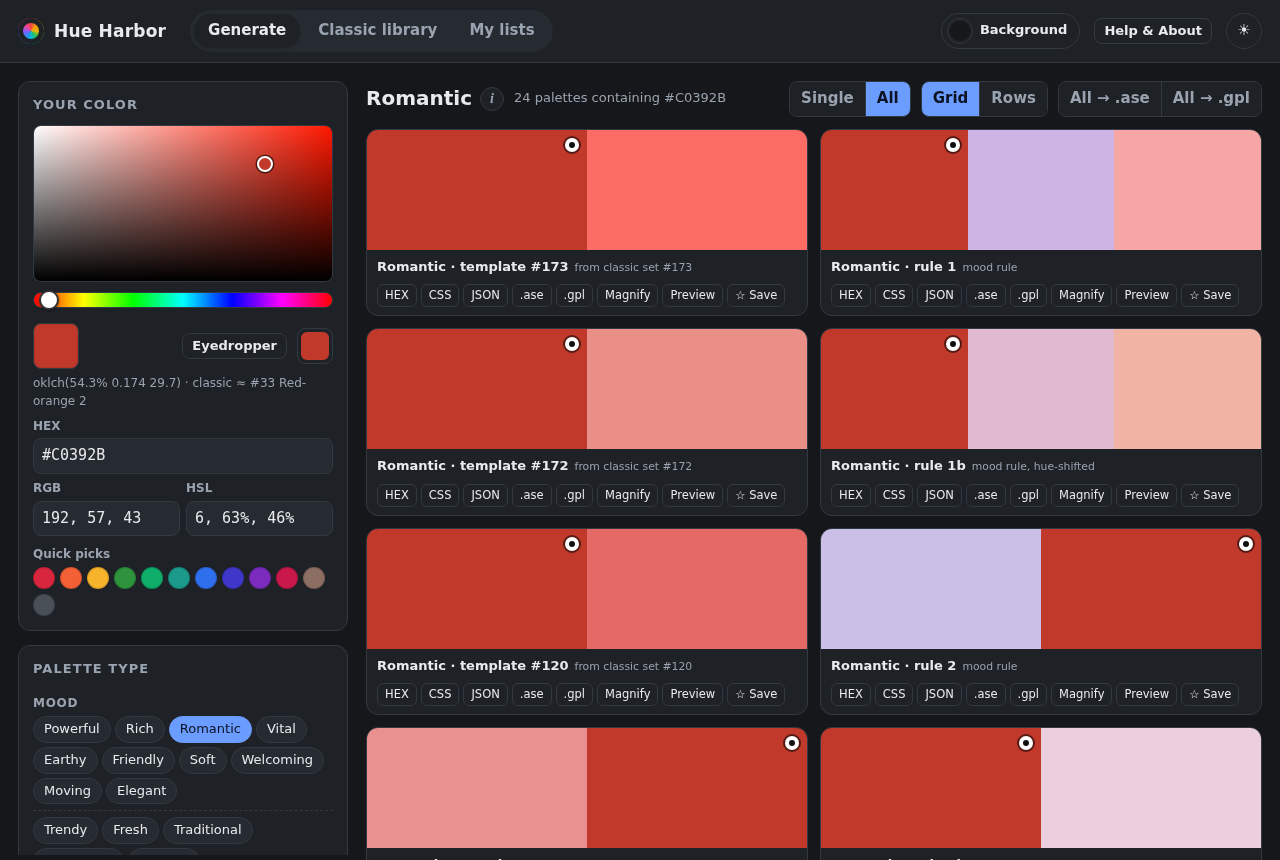 Hue Harbor
Generate
Classic library
My lists
Background
Help & About
YOUR COLOR
Eyedropper
oklch(54.3% 0.174 29.7) · classic ≈ #33 Red-
orange 2
HEX
#C0392B
RGB
HSL
192, 57, 43
6, 63%, 46%
Quick picks
PALETTE TYPE
MOOD
Powerful Rich Romantic Vital
Earthy Friendly Soft Welcoming
Moving Elegant
Trendy Fresh Traditional
Romantic i 24 palettes containing #C0392B
Single All
Grid Rows
All → .ase All → .gpl
Romantic · template #173 from classic set #173
HEX CSS JSON .ase .gpl Magnify Preview ☆ Save
Romantic · rule 1 mood rule
HEX CSS JSON .ase .gpl Magnify Preview ☆ Save
Romantic · template #172 from classic set #172
HEX CSS JSON .ase .gpl Magnify Preview ☆ Save
Romantic · rule 1b mood rule, hue-shifted
HEX CSS JSON .ase .gpl Magnify Preview ☆ Save
Romantic · template #120 from classic set #120
HEX CSS JSON .ase .gpl Magnify Preview ☆ Save
Romantic · rule 2 mood rule
HEX CSS JSON .ase .gpl Magnify Preview ☆ Save